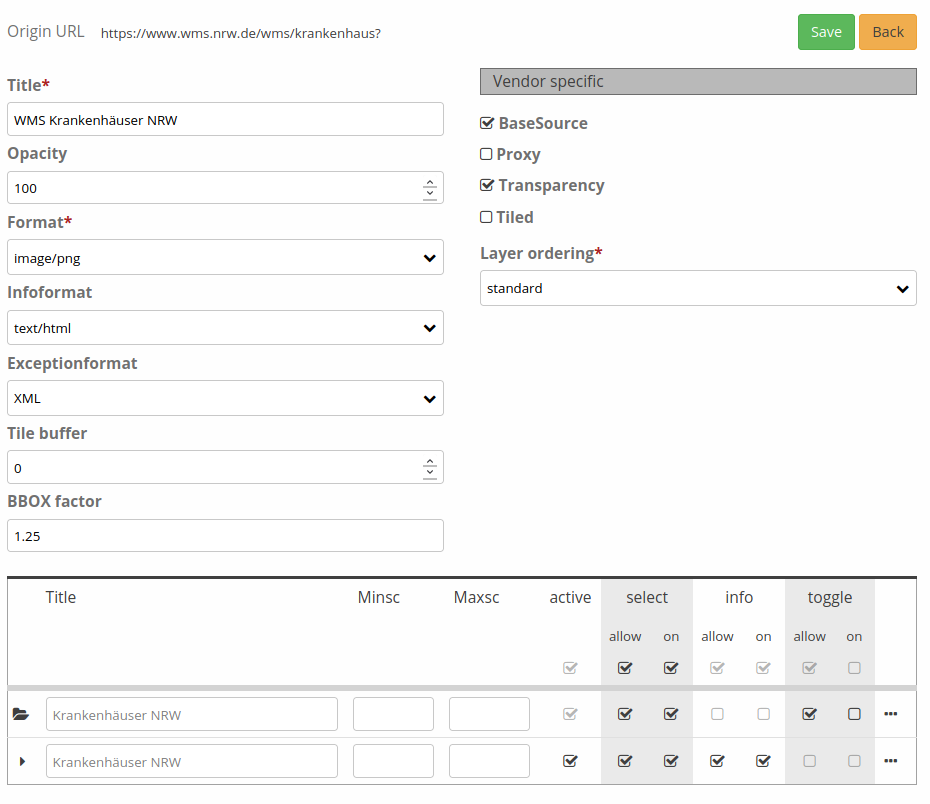 Origin URL https://www.wms.nrw.de/wms/krankenhaus? Save Back
Title*
WMS Krankenhäuser NRW
Opacity
100
Format*
image/png
Infoformat
text/html
Exceptionformat
XML
Tile buffer
0
BBOX factor
1.25
Vendor specific
BaseSource
Proxy
Transparency
Tiled
Layer ordering*
standard
Title Minsc Maxsc active select info toggle
allow on allow on allow on
Krankenhäuser NRW
Krankenhäuser NRW